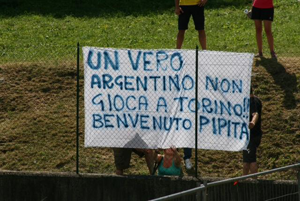 UN VERO
ARGENTINO NON
GIOCA A TORINO!!
BENVENUTO PIPITA